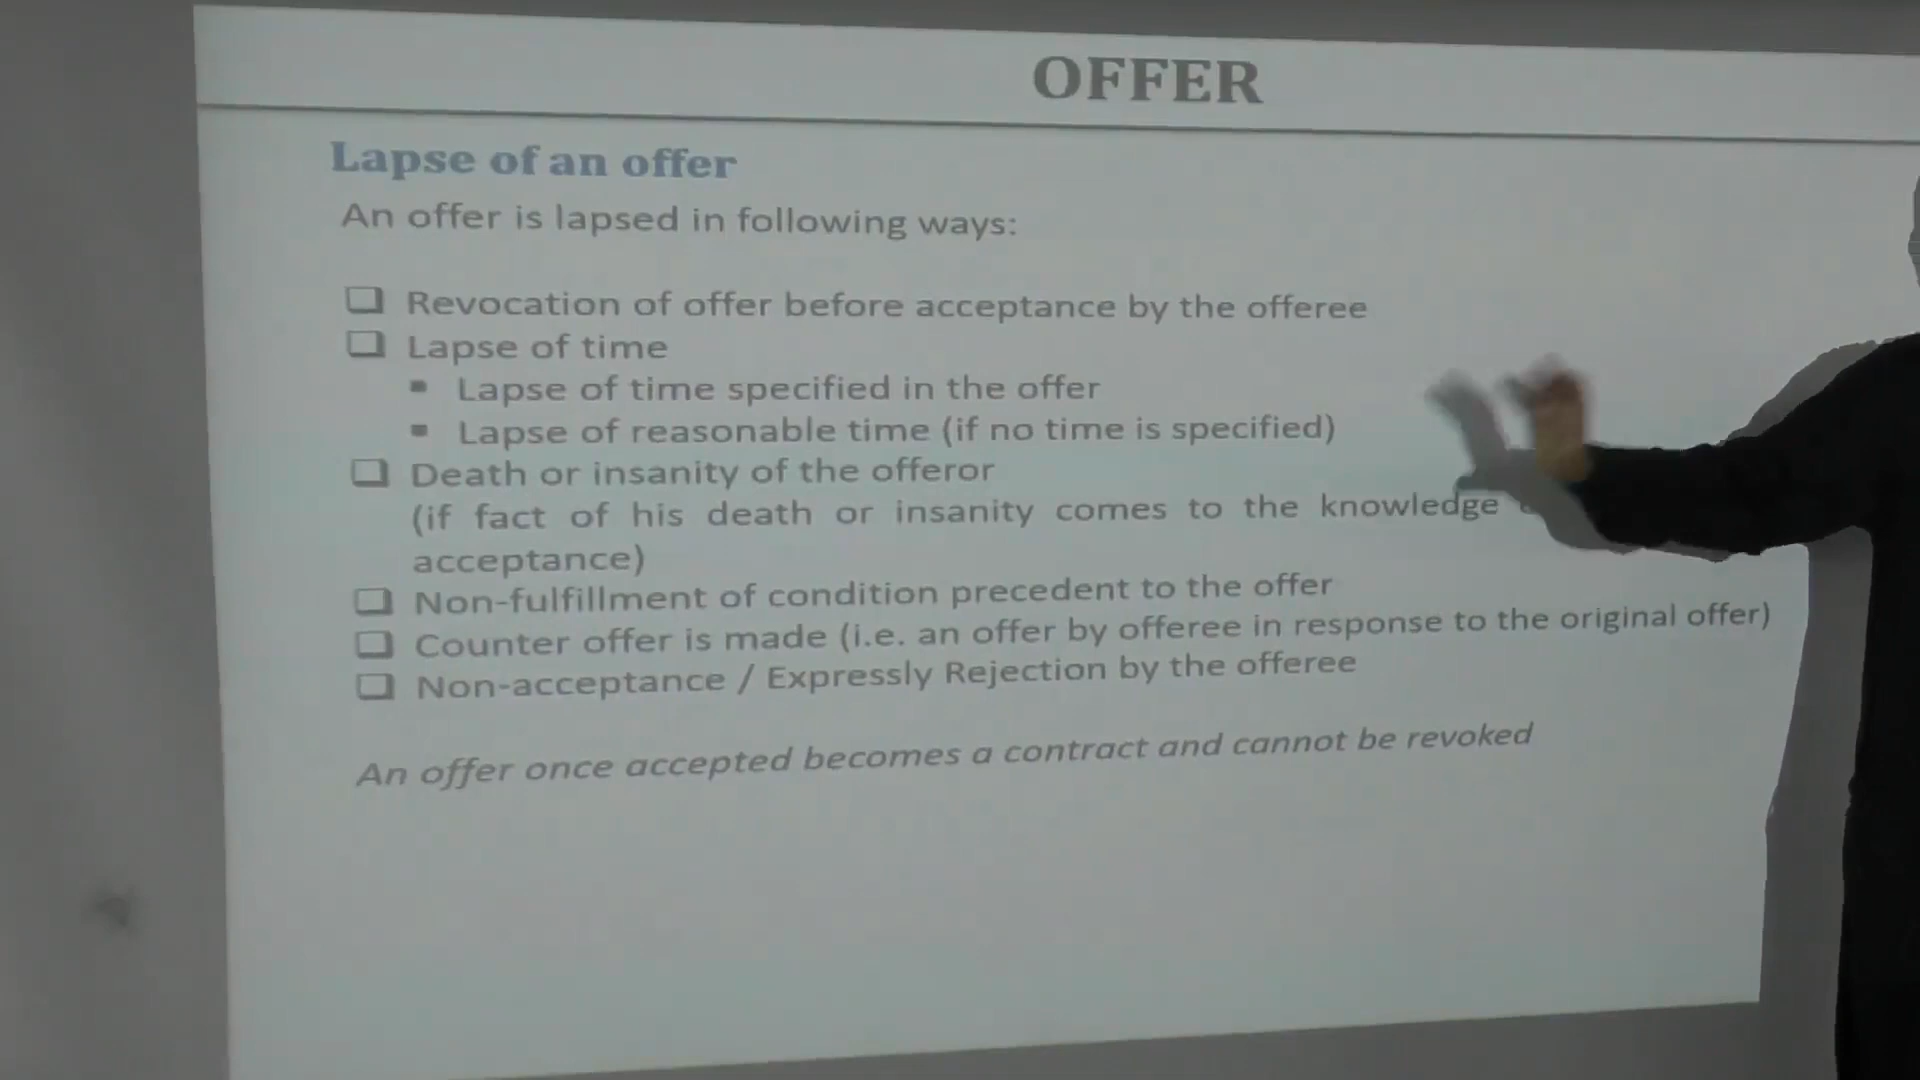 OFFER
Lapse of an offer
An offer is lapsed in following ways:
❑ Revocation of offer before acceptance by the offeree
❑ Lapse of time
▪ Lapse of time specified in the offer
▪ Lapse of reasonable time (if no time is specified)
❑ Death or insanity of the offeror
(if fact of his death or insanity comes to the knowledge
acceptance)
❑ Non-fulfillment of condition precedent to the offer
❑ Counter offer is made (i.e. an offer by offeree in response to the original offer)
❑ Non-acceptance / Expressly Rejection by the offeree
An offer once accepted becomes a contract and cannot be revoked